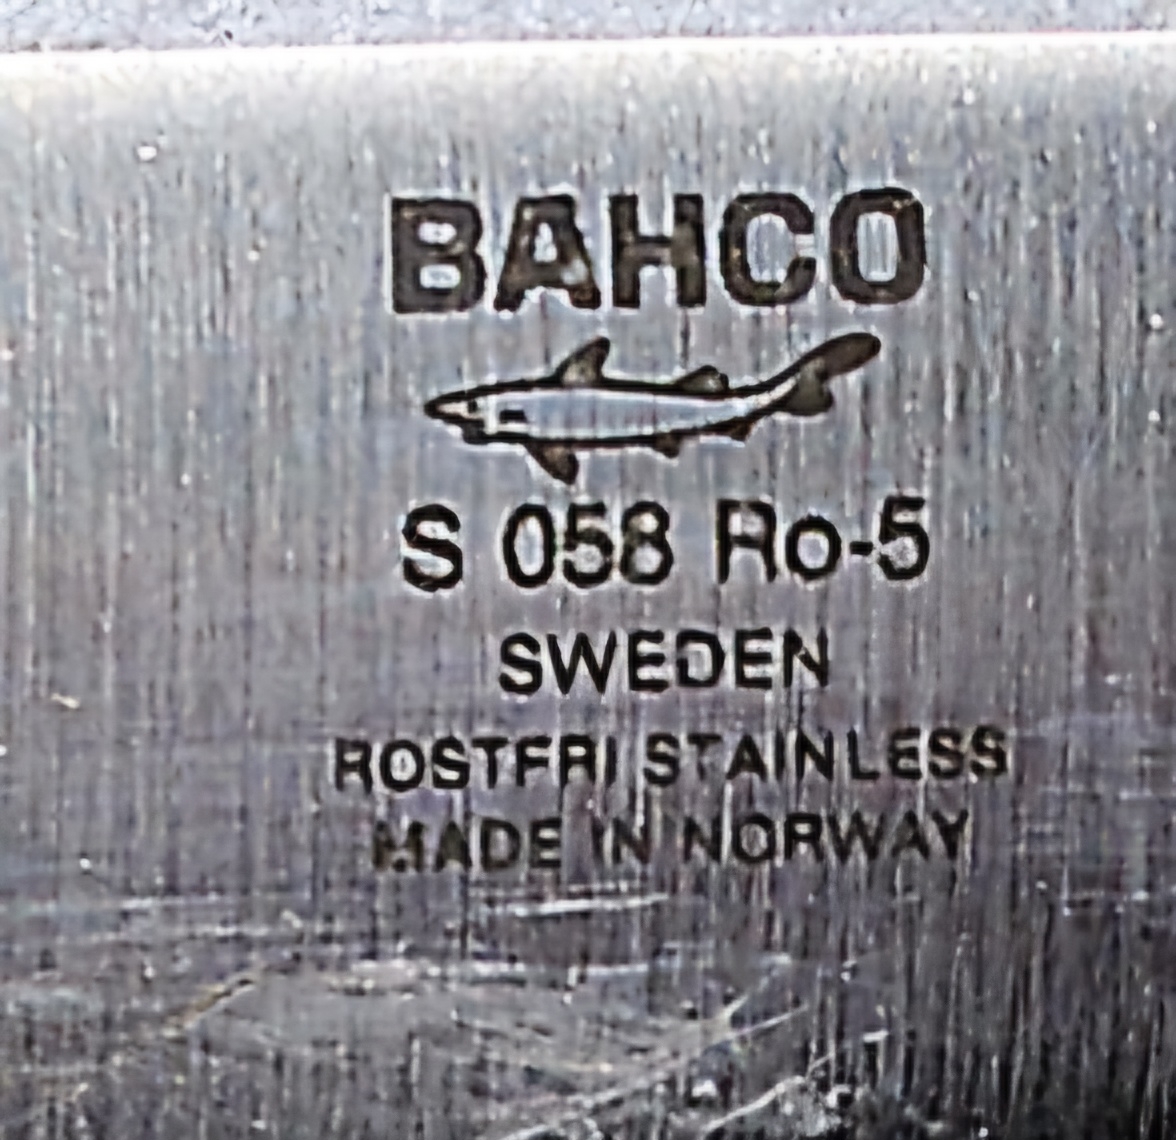 BAHCO
S 058 Ro-5
SWEDEN
ROSTFRI STAINLESS
MADE IN NORWAY